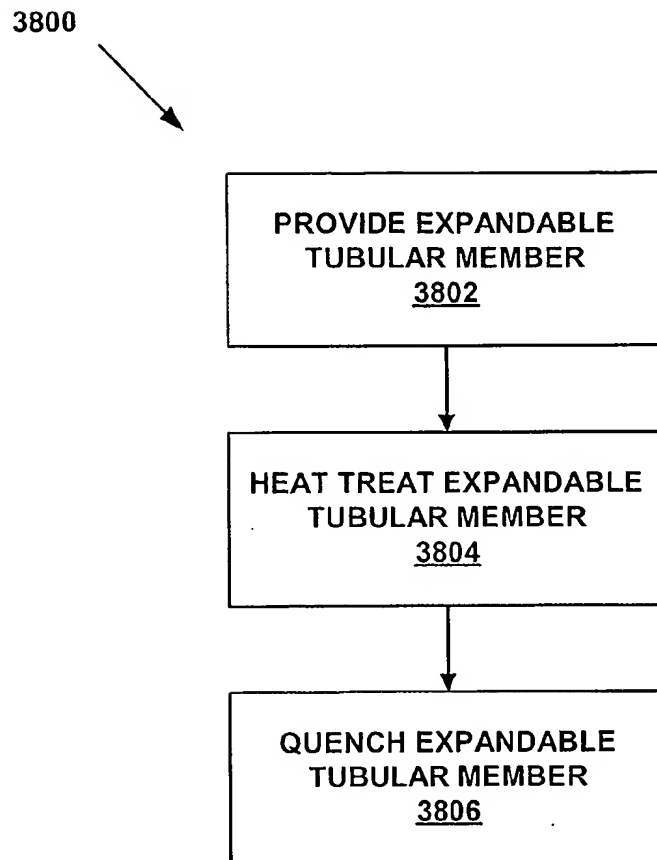 3800
PROVIDE EXPANDABLE
TUBULAR MEMBER
3802
HEAT TREAT EXPANDABLE
TUBULAR MEMBER
3804
QUENCH EXPANDABLE
TUBULAR MEMBER
3806